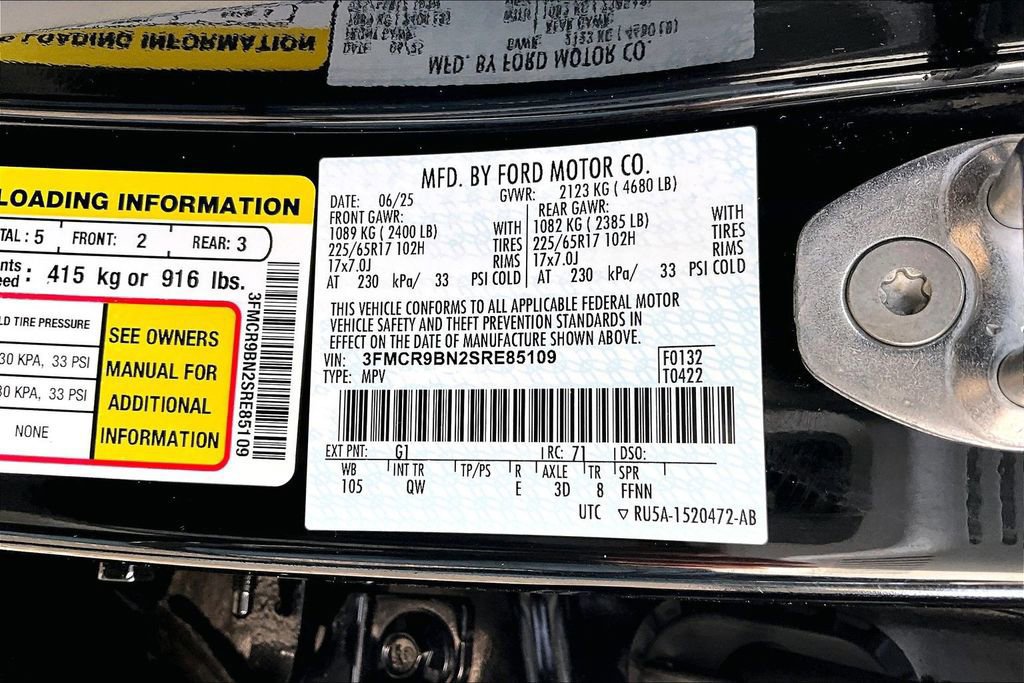 LOADING INFORMATION
MFD. BY FORD MOTOR CO.
LOADING INFORMATION
TAL: 5 FRONT: 2 REAR: 3
415 kg or 916 lbs.
LD TIRE PRESSURE
30 KPA, 33 PSI
30 KPA, 33 PSI
NONE
SEE OWNERS
MANUAL FOR
ADDITIONAL
INFORMATION
3FMCR9BN2SRE85109
MFD. BY FORD MOTOR CO.
DATE: 06/25 GVWR: 2123 KG ( 4680 LB)
FRONT GAWR: REAR GAWR:
1089 KG ( 2400 LB) WITH 1082 KG ( 2385 LB) WITH
225/65R17 102H TIRES 225/65R17 102H TIRES
17x7.0J RIMS 17x7.0J RIMS
AT 230 kPa/ 33 PSI COLD AT 230 kPa/ 33 PSI COLD
THIS VEHICLE CONFORMS TO ALL APPLICABLE FEDERAL MOTOR
VEHICLE SAFETY AND THEFT PREVENTION STANDARDS IN
EFFECT ON THE DATE OF MANUFACTURE SHOWN ABOVE.
VIN: 3FMCR9BN2SRE85109 F0132
TYPE: MPV T0422
EXT PNT: G1 RC: 71 DSO:
WB INT TR TP/PS R AXLE TR SPR
105 QW E 3D 8 FFNN
UTC ▽ RU5A-1520472-AB